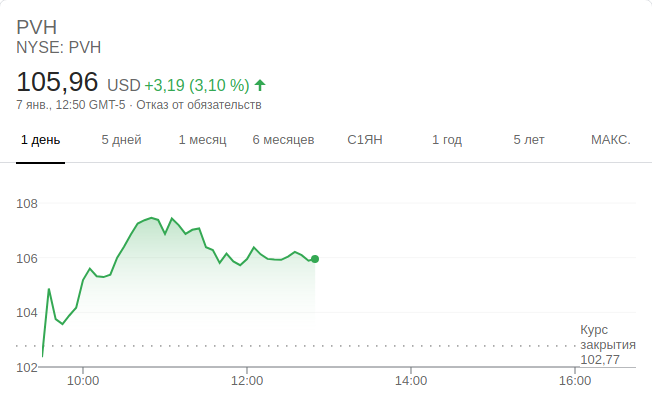 PVH
NYSE: PVH
105,96 USD +3,19 (3,10 %)
7 янв., 12:50 GMT-5 · Отказ от обязательств
1 день 5 дней 1 месяц 6 месяцев С1ЯН 1 год 5 лет МАКС.
108
106
104
Курс
закрытия
102,77
102
10:00 12:00 14:00 16:00